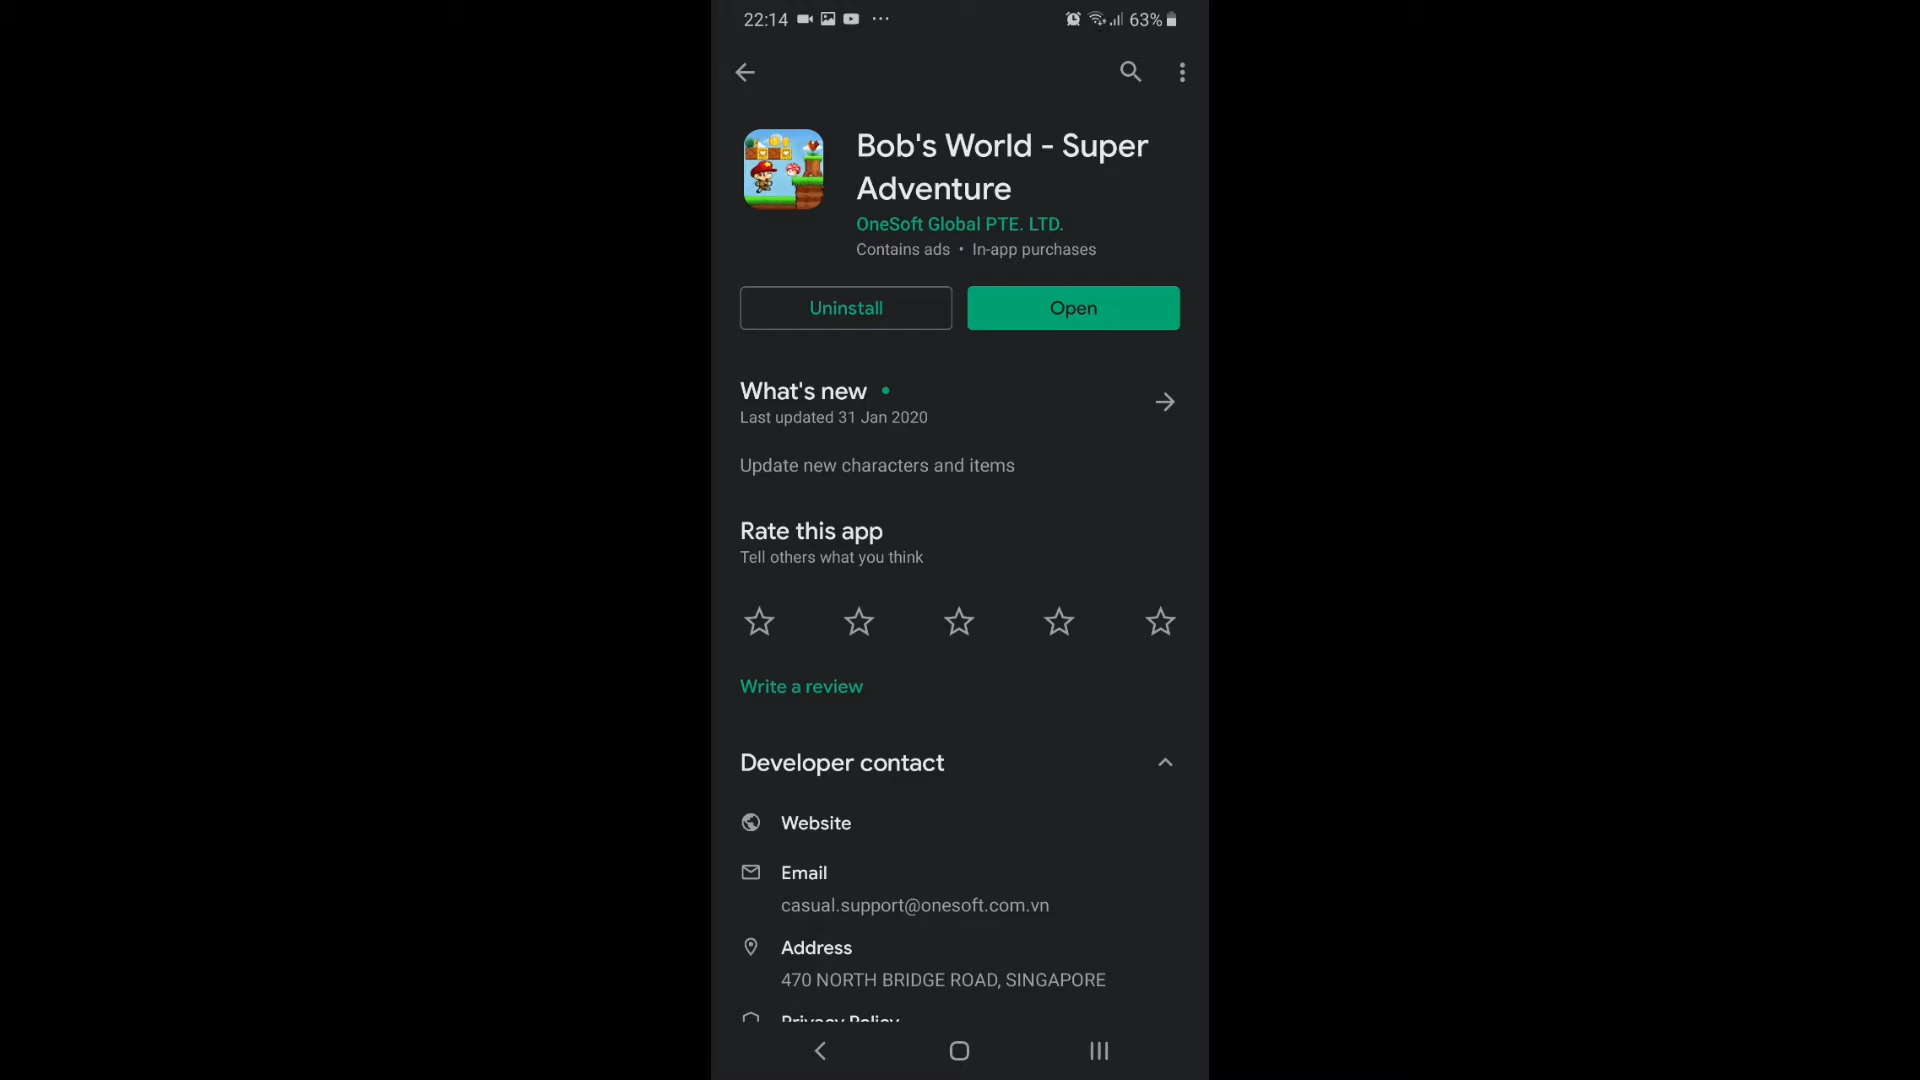 22:14
63%
Bob's World - Super
Adventure
OneSoft Global PTE. LTD.
Contains ads • In-app purchases
Uninstall
Open
What's new •
Last updated 31 Jan 2020
Update new characters and items
Rate this app
Tell others what you think
Write a review
Developer contact
Website
Email
casual.support@onesoft.com.vn
Address
470 NORTH BRIDGE ROAD, SINGAPORE
Privacy Policy